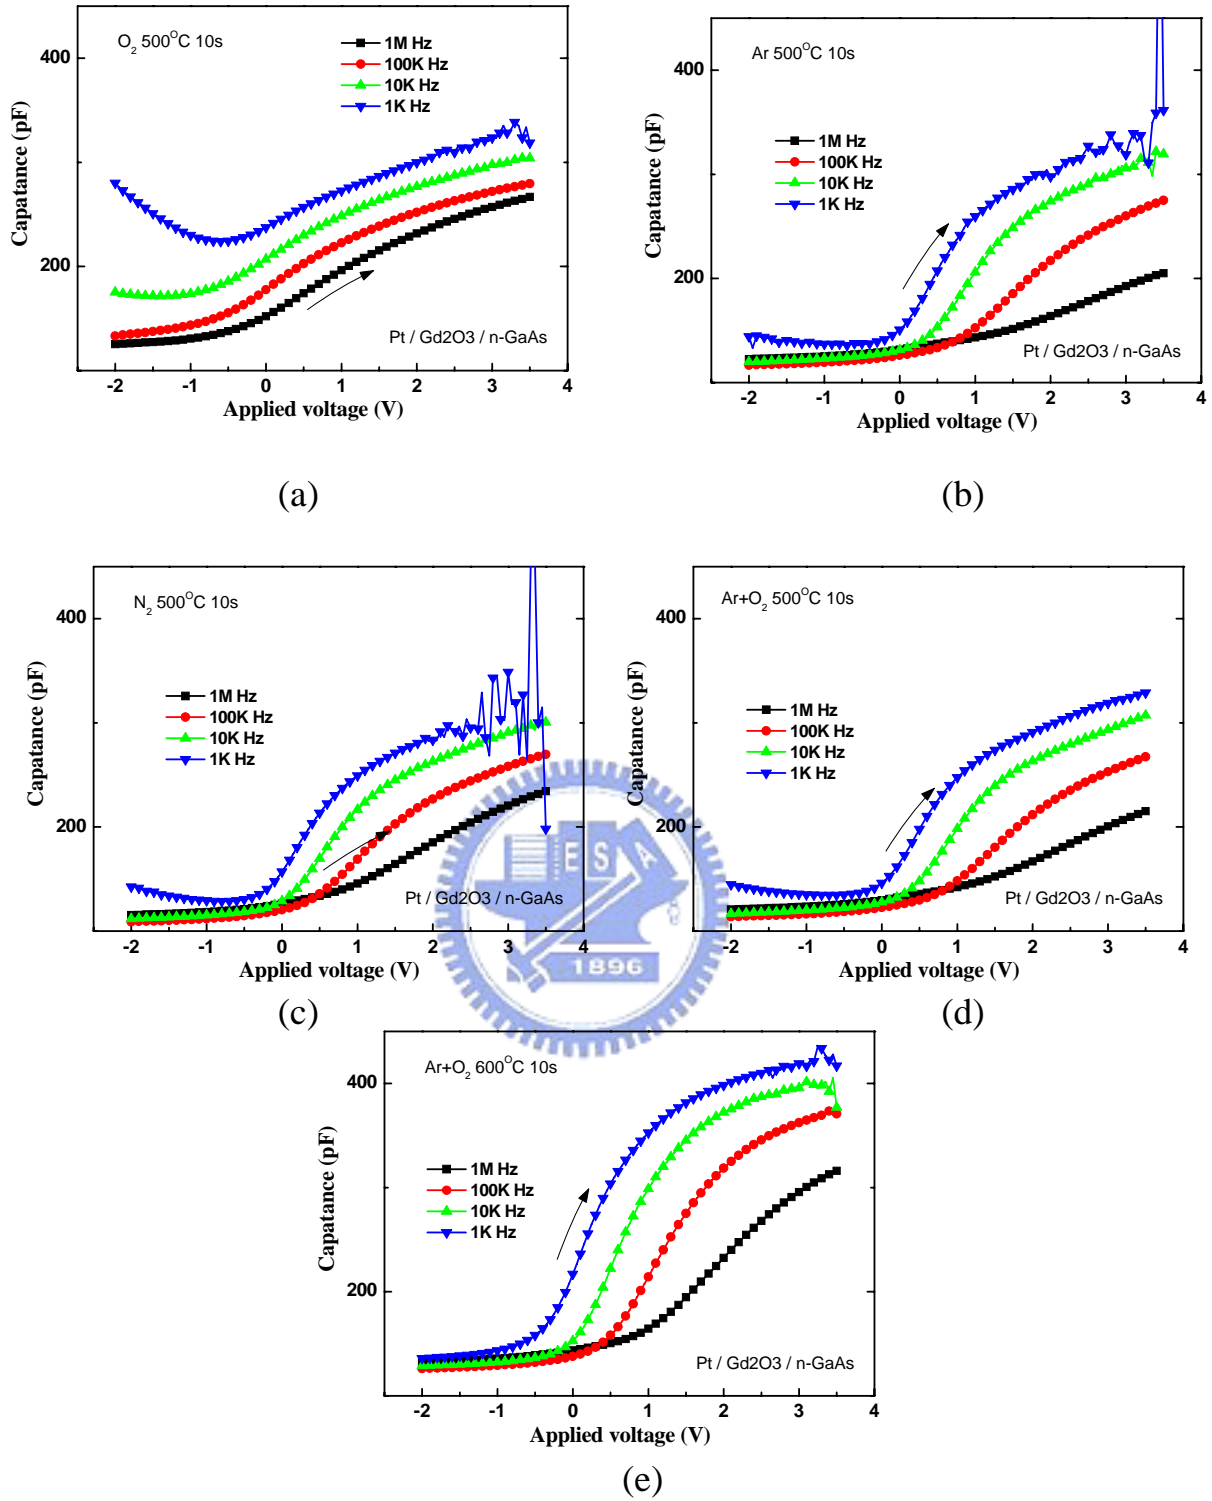 (a)
O2 500OC 10s
1M Hz
100K Hz
10K Hz
1K Hz
Capatance (pF)
400
200
-2 -1 0 1 2 3 4
Applied voltage (V)
Pt / Gd2O3 / n-GaAs
Ar 500OC 10s
1M Hz
100K Hz
10K Hz
1K Hz
Capatance (pF)
400
200
-2 -1 0 1 2 3 4
Applied voltage (V)
Pt / Gd2O3 / n-GaAs
(b)
N2 500OC 10s
1M Hz
100K Hz
10K Hz
1K Hz
Capatance (pF)
400
200
-2 -1 0 1 2 3 4
Applied voltage (V)
Pt / Gd2O3 / n-GaAs
(c)
Ar+O2 500OC 10s
1M Hz
100K Hz
10K Hz
1K Hz
Capatance (pF)
400
200
-2 -1 0 1 2 3 4
Applied voltage (V)
Pt / Gd2O3 / n-GaAs
(d)
E S A
1896
Ar+O2 600OC 10s
1M Hz
100K Hz
10K Hz
1K Hz
Capatance (pF)
400
200
-2 -1 0 1 2 3 4
Applied voltage (V)
Pt / Gd2O3 / n-GaAs
(e)